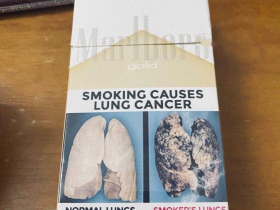 Marlboro
gold
SMOKING CAUSES
LUNG CANCER
NORMAL LUNGS
SMOKER'S LUNGS